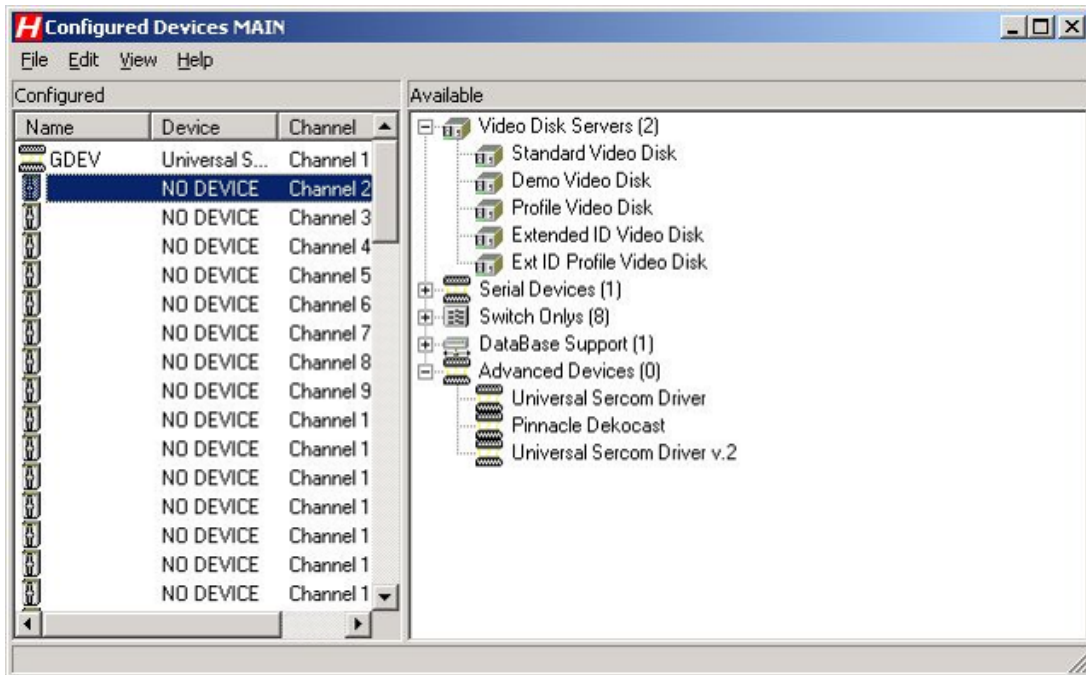 H Configured Devices MAIN
File Edit View Help
Configured
Name Device Channel
GDEV Universal S... Channel 1
NO DEVICE Channel 2
NO DEVICE Channel 3
NO DEVICE Channel 4
NO DEVICE Channel 5
NO DEVICE Channel 6
NO DEVICE Channel 7
NO DEVICE Channel 8
NO DEVICE Channel 9
NO DEVICE Channel 1
NO DEVICE Channel 1
NO DEVICE Channel 1
NO DEVICE Channel 1
NO DEVICE Channel 1
NO DEVICE Channel 1
NO DEVICE Channel 1
Available
Video Disk Servers (2)
Standard Video Disk
Demo Video Disk
Profile Video Disk
Extended ID Video Disk
Ext ID Profile Video Disk
Serial Devices (1)
Switch Onlys (8)
DataBase Support (1)
Advanced Devices (0)
Universal Sercom Driver
Pinnacle Dekocast
Universal Sercom Driver v.2